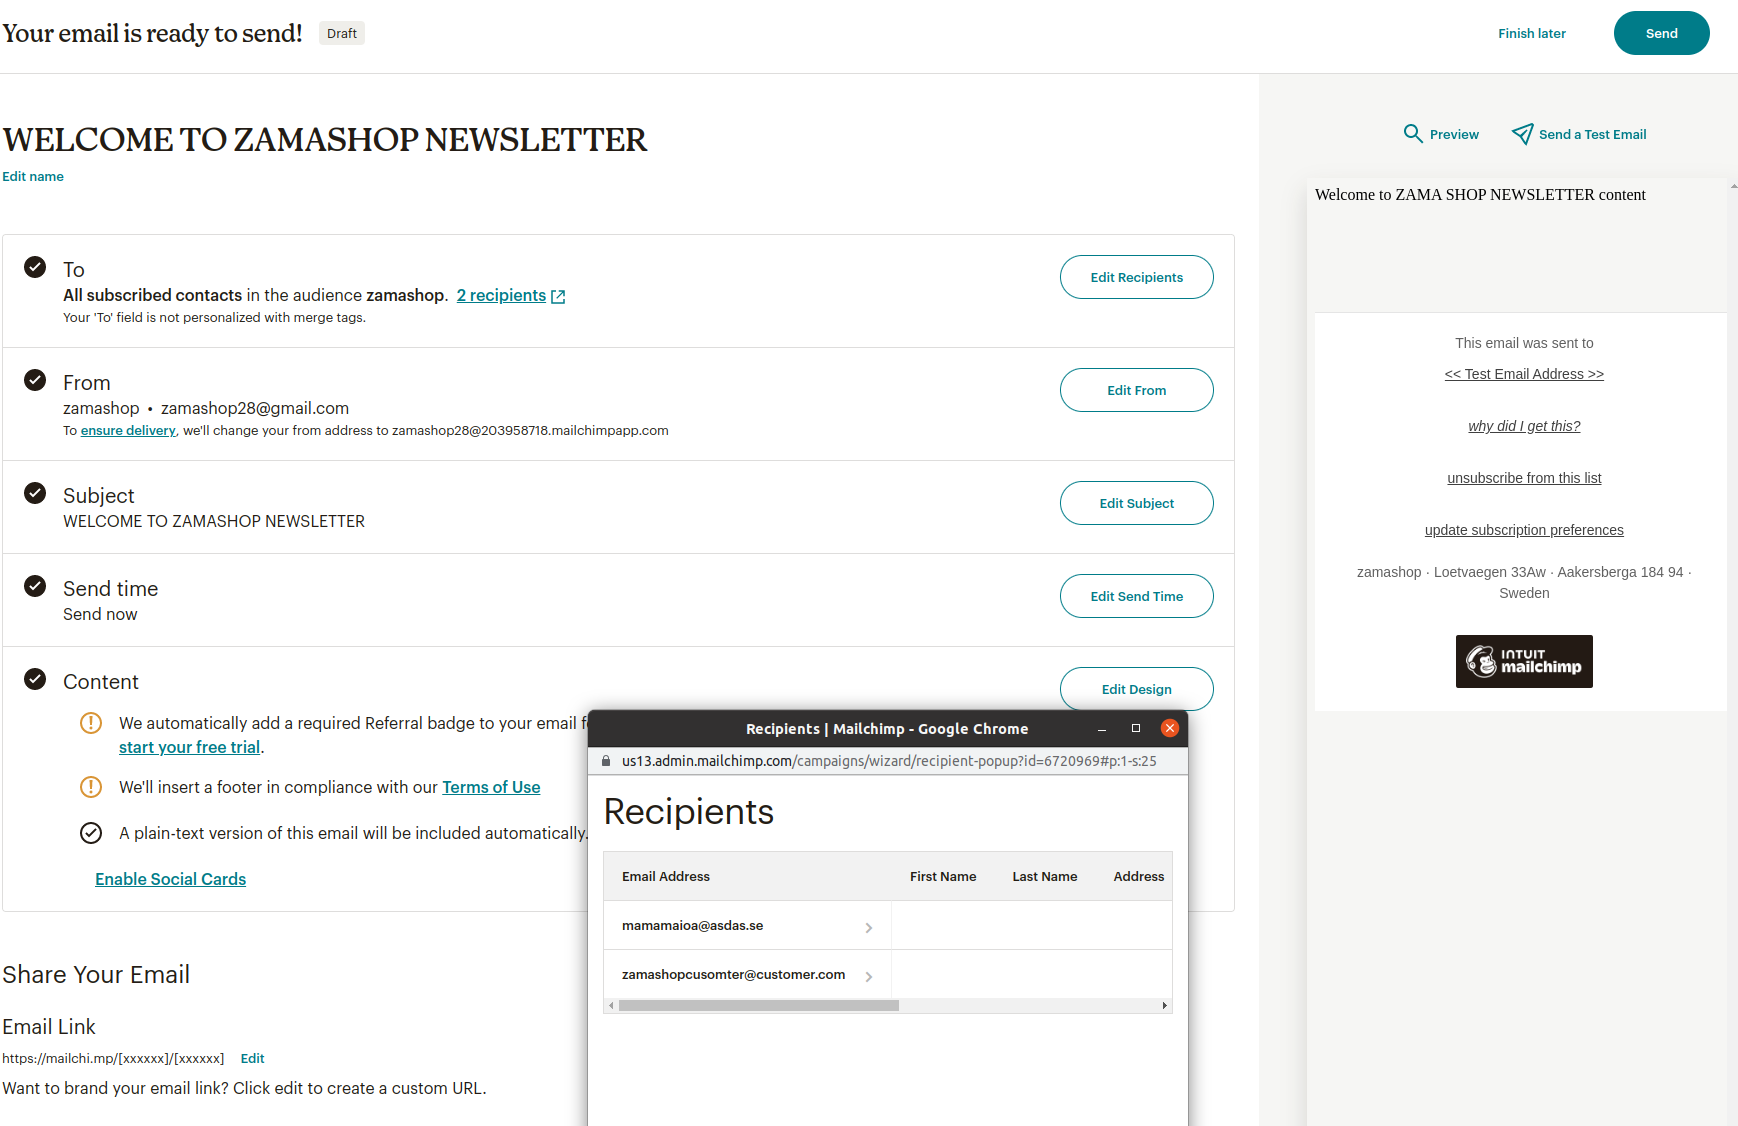 Your email is ready to send!
Draft
Finish later
Send
WELCOME TO ZAMASHOP NEWSLETTER
Edit name
To
All subscribed contacts in the audience zamashop. 2 recipients
Your 'To' field is not personalized with merge tags.
Edit Recipients
From
zamashop • zamashop28@gmail.com
To ensure delivery, we'll change your from address to zamashop28@203958718.mailchimpapp.com
Edit From
Subject
WELCOME TO ZAMASHOP NEWSLETTER
Edit Subject
Send time
Send now
Edit Send Time
Content
Edit Design
We automatically add a required Referral badge to your email
start your free trial.
We'll insert a footer in compliance with our Terms of Use
A plain-text version of this email will be included automatically.
Enable Social Cards
Share Your Email
Email Link
https://mailchi.mp/[xxxxxx]/[xxxxxx] Edit
Want to brand your email link? Click edit to create a custom URL.
Recipients | Mailchimp - Google Chrome
us13.admin.mailchimp.com/campaigns/wizard/recipient-popup?id=6720969#p:1-s:25
Recipients
Email Address First Name Last Name Address
mamamaioa@asdas.se
zamashopcusomter@customer.com
Preview
Send a Test Email
Welcome to ZAMA SHOP NEWSLETTER content
This email was sent to
<< Test Email Address >>
why did I get this?
unsubscribe from this list
update subscription preferences
zamashop · Loetvaegen 33Aw · Aakersberga 184 94 ·
Sweden
INTUIT
mailchimp